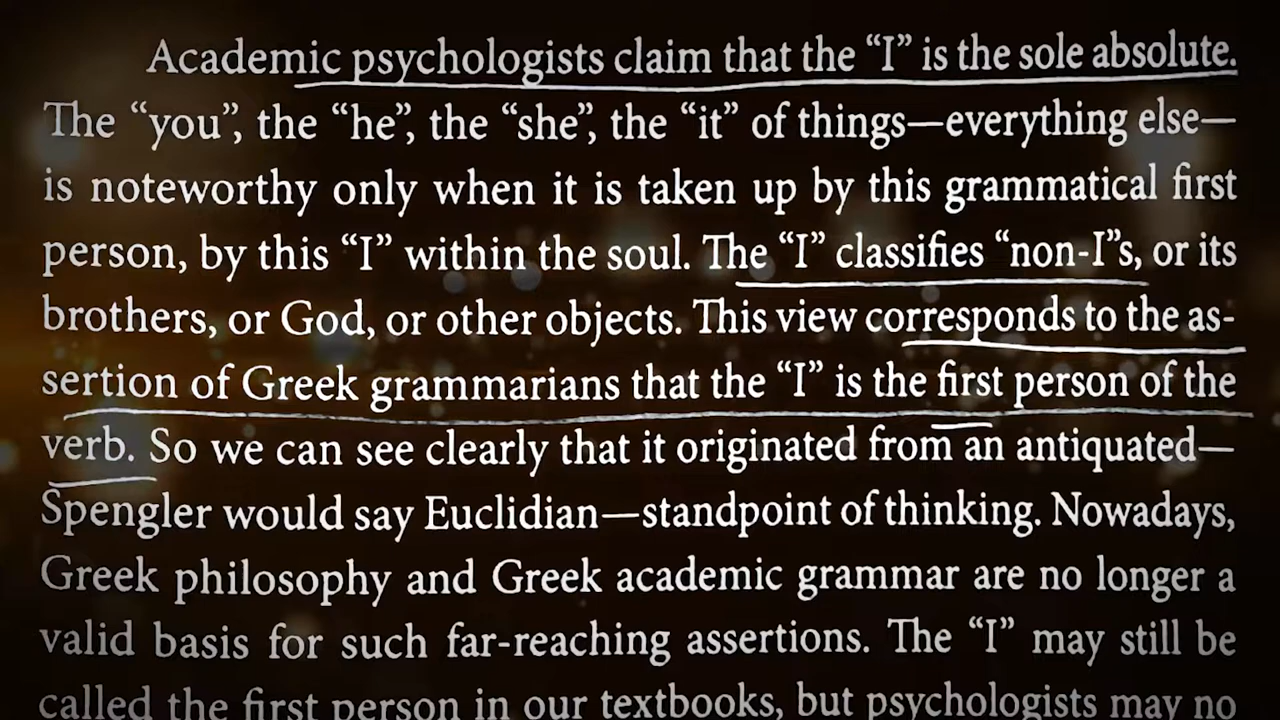 Academic psychologists claim that the “I” is the sole absolute.
The “you”, the “he”, the “she”, the “it” of things—everything else—
is noteworthy only when it is taken up by this grammatical first
person, by this “I” within the soul. The “I” classifies “non-I”s, or its
brothers, or God, or other objects. This view corresponds to the as-
sertion of Greek grammarians that the “I” is the first person of the
verb. So we can see clearly that it originated from an antiquated—
Spengler would say Euclidian—standpoint of thinking. Nowadays,
Greek philosophy and Greek academic grammar are no longer a
valid basis for such far-reaching assertions. The “I” may still be
called the first person in our textbooks, but psychologists may no